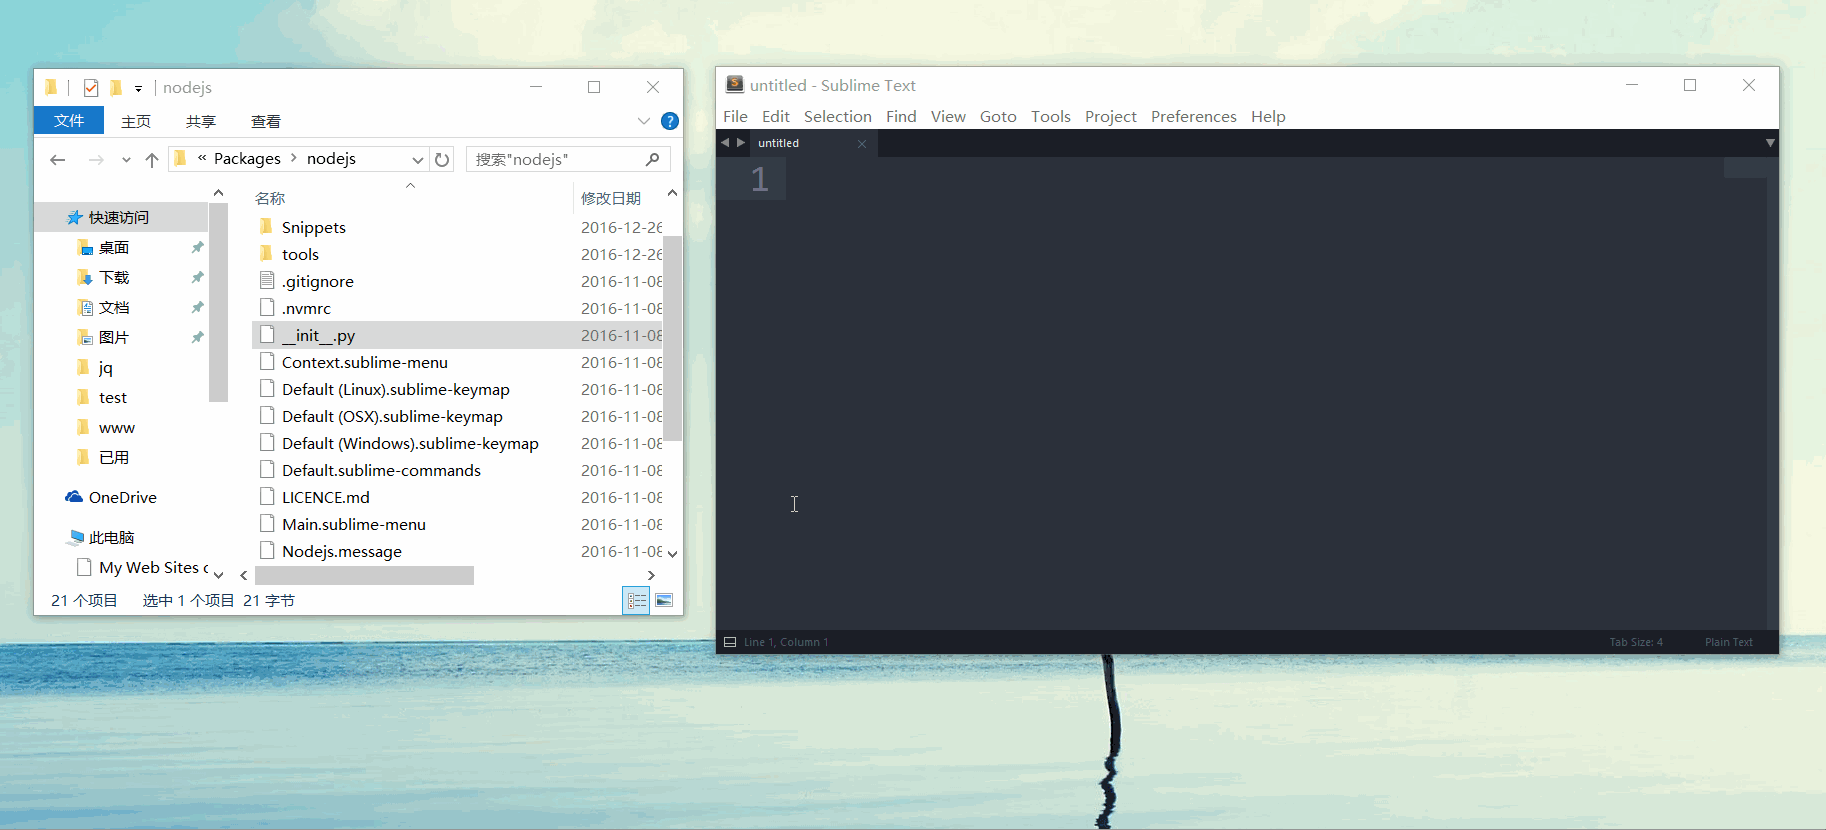 nodejs
文件 主页 共享 查看
« Packages > nodejs 搜索"nodejs"
名称 修改日期
快速访问
桌面
下载
文档
图片
jq
test
www
已用
OneDrive
此电脑
My Web Sites c
Snippets 2016-12-26
tools 2016-12-26
.gitignore 2016-11-08
.nvmrc 2016-11-08
__init__.py 2016-11-08
Context.sublime-menu 2016-11-08
Default (Linux).sublime-keymap 2016-11-08
Default (OSX).sublime-keymap 2016-11-08
Default (Windows).sublime-keymap 2016-11-08
Default.sublime-commands 2016-11-08
LICENCE.md 2016-11-08
Main.sublime-menu 2016-11-08
Nodejs.message 2016-11-08
21 个项目 选中 1 个项目 21 字节
untitled - Sublime Text
File Edit Selection Find View Goto Tools Project Preferences Help
untitled
1
Line 1, Column 1 Tab Size: 4 Plain Text